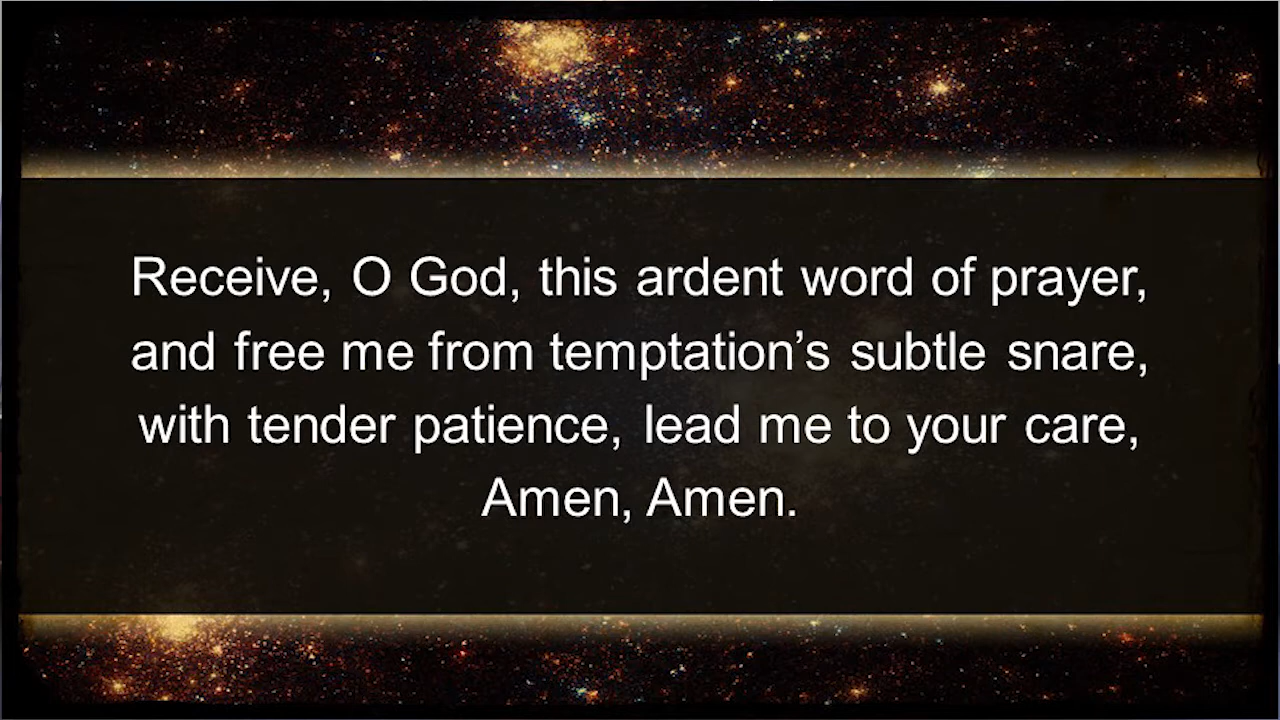 Receive, O God, this ardent word of prayer,
and free me from temptation’s subtle snare,
with tender patience, lead me to your care,
Amen, Amen.